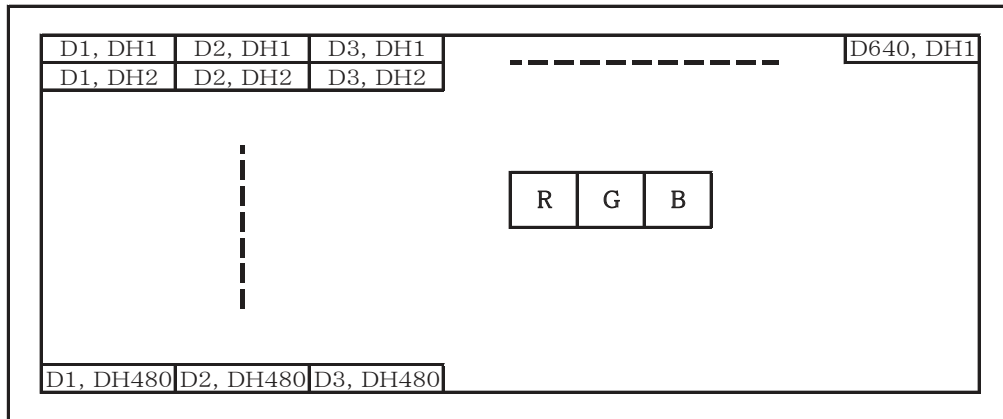 D1, DH1 D2, DH1 D3, DH1 D640, DH1
D1, DH2 D2, DH2 D3, DH2
R G B
D1, DH480 D2, DH480 D3, DH480